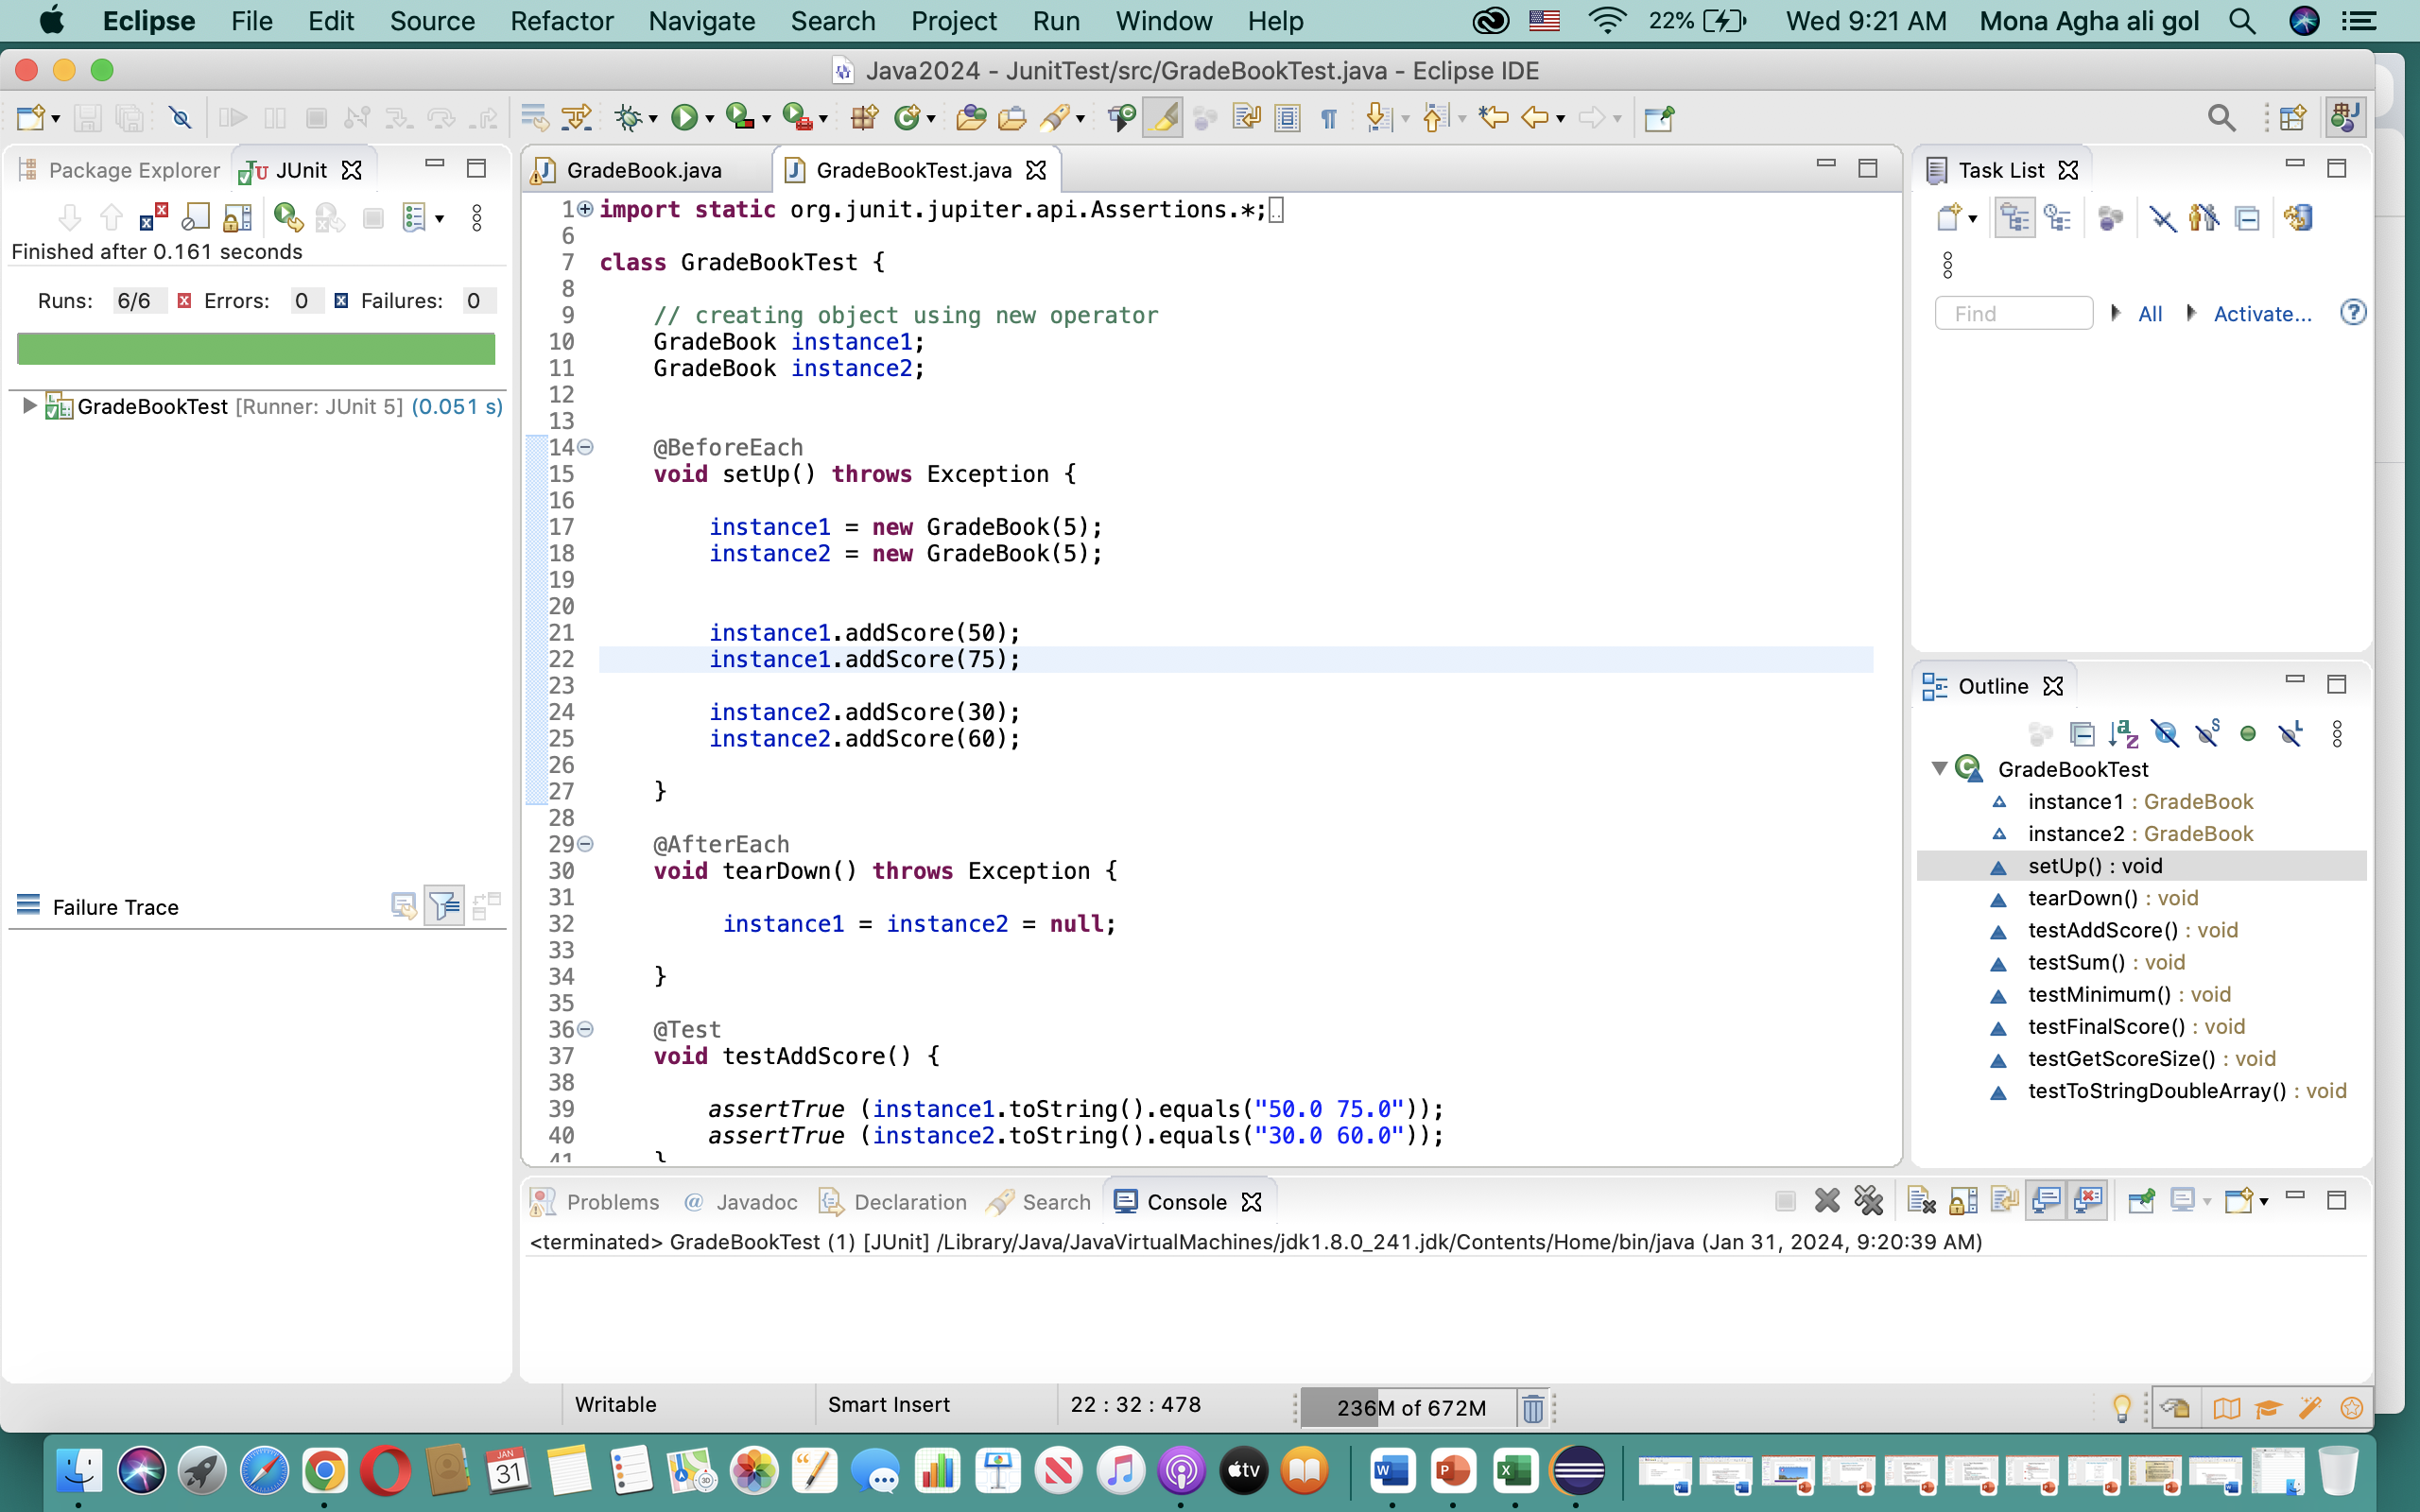 Eclipse File Edit Source Refactor Navigate Search Project Run Window Help 22% Wed 9:21 AM Mona Agha ali gol
Java2024 - JunitTest/src/GradeBookTest.java - Eclipse IDE
Package Explorer JUnit
Finished after 0.161 seconds
Runs: 6/6 Errors: 0 Failures: 0
GradeBookTest [Runner: JUnit 5] (0.051 s)
Failure Trace
GradeBook.java GradeBookTest.java
1 import static org.junit.jupiter.api.Assertions.*;
6
7 class GradeBookTest {
8
9 // creating object using new operator
10 GradeBook instance1;
11 GradeBook instance2;
12
13
14 @BeforeEach
15 void setUp() throws Exception {
16
17 instance1 = new GradeBook(5);
18 instance2 = new GradeBook(5);
19
20
21 instance1.addScore(50);
22 instance1.addScore(75);
23
24 instance2.addScore(30);
25 instance2.addScore(60);
26
27 }
28
29 @AfterEach
30 void tearDown() throws Exception {
31
32 instance1 = instance2 = null;
33
34 }
35
36 @Test
37 void testAddScore() {
38
39 assertTrue (instance1.toString().equals("50.0 75.0"));
40 assertTrue (instance2.toString().equals("30.0 60.0"));
41 }
Task List
Find All Activate...
Outline
GradeBookTest
instance1 : GradeBook
instance2 : GradeBook
setUp() : void
tearDown() : void
testAddScore() : void
testSum() : void
testMinimum() : void
testFinalScore() : void
testGetScoreSize() : void
testToStringDoubleArray() : void
Problems @ Javadoc Declaration Search Console
<terminated> GradeBookTest (1) [JUnit] /Library/Java/JavaVirtualMachines/jdk1.8.0_241.jdk/Contents/Home/bin/java (Jan 31, 2024, 9:20:39 AM)
Writable Smart Insert 22 : 32 : 478 236M of 672M
JAN
31
tv
W
P
X